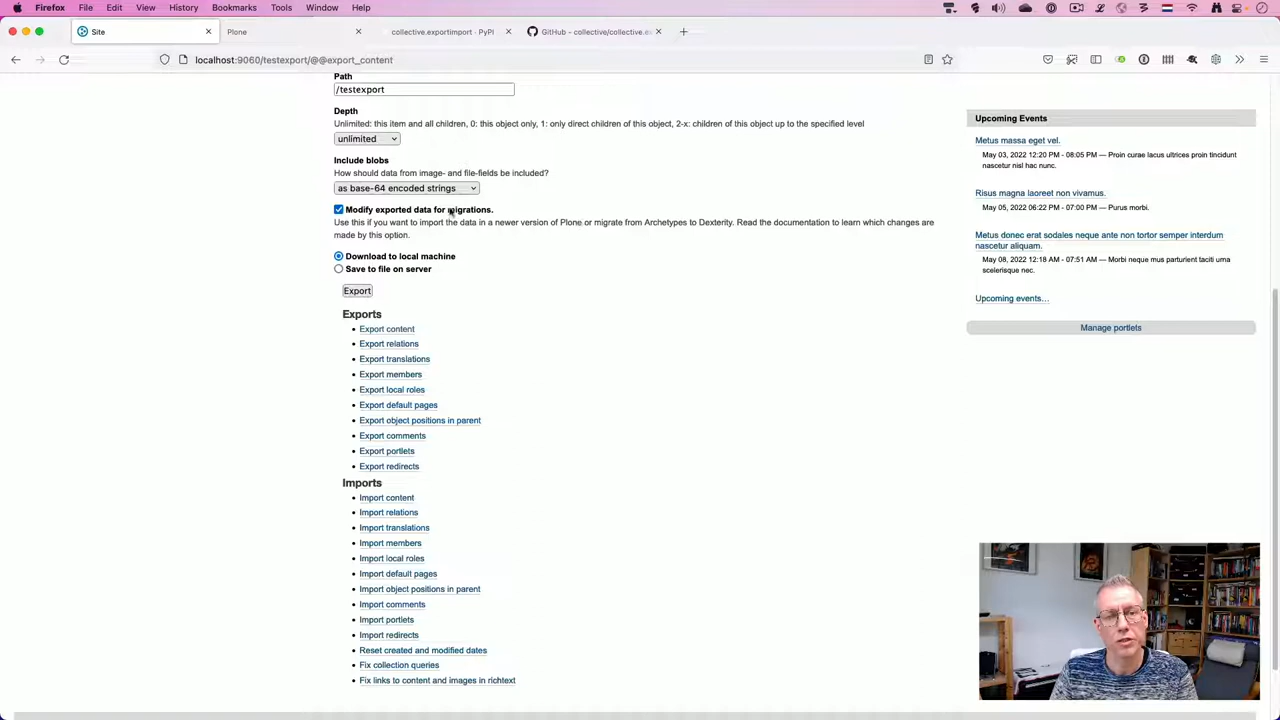 Firefox File Edit View History Bookmarks Tools Window Help
Site
Plone
collective.exportimport · PyPI
GitHub - collective/collective.ex
localhost:9060/testexport/@@export_content
Path
/testexport
Depth
Unlimited: this item and all children, 0: this object only, 1: only direct children of this object, 2-x: children of this object up to the specified level
unlimited
Include blobs
How should data from image- and file-fields be included?
as base-64 encoded strings
Modify exported data for migrations.
Use this if you want to import the data in a newer version of Plone or migrate from Archetypes to Dexterity. Read the documentation to learn which changes are
made by this option.
Download to local machine
Save to file on server
Export
Exports
Export content
Export relations
Export translations
Export members
Export local roles
Export default pages
Export object positions in parent
Export comments
Export portlets
Export redirects
Imports
Import content
Import relations
Import translations
Import members
Import local roles
Import default pages
Import object positions in parent
Import comments
Import portlets
Import redirects
Reset created and modified dates
Fix collection queries
Fix links to content and images in richtext
Upcoming Events
Metus massa eget vel.
May 03, 2022 12:20 PM - 08:05 PM — Proin curae lacus ultrices proin tincidunt
nascetur nisl hac nunc.
Risus magna laoreet non vivamus.
May 05, 2022 06:22 PM - 07:00 PM — Purus morbi.
Metus donec erat sodales neque ante non tortor semper interdum
nascetur aliquam.
May 08, 2022 12:18 AM - 07:51 AM — Morbi neque mus parturient taciti urna
scelerisque nec.
Upcoming events…
Manage portlets